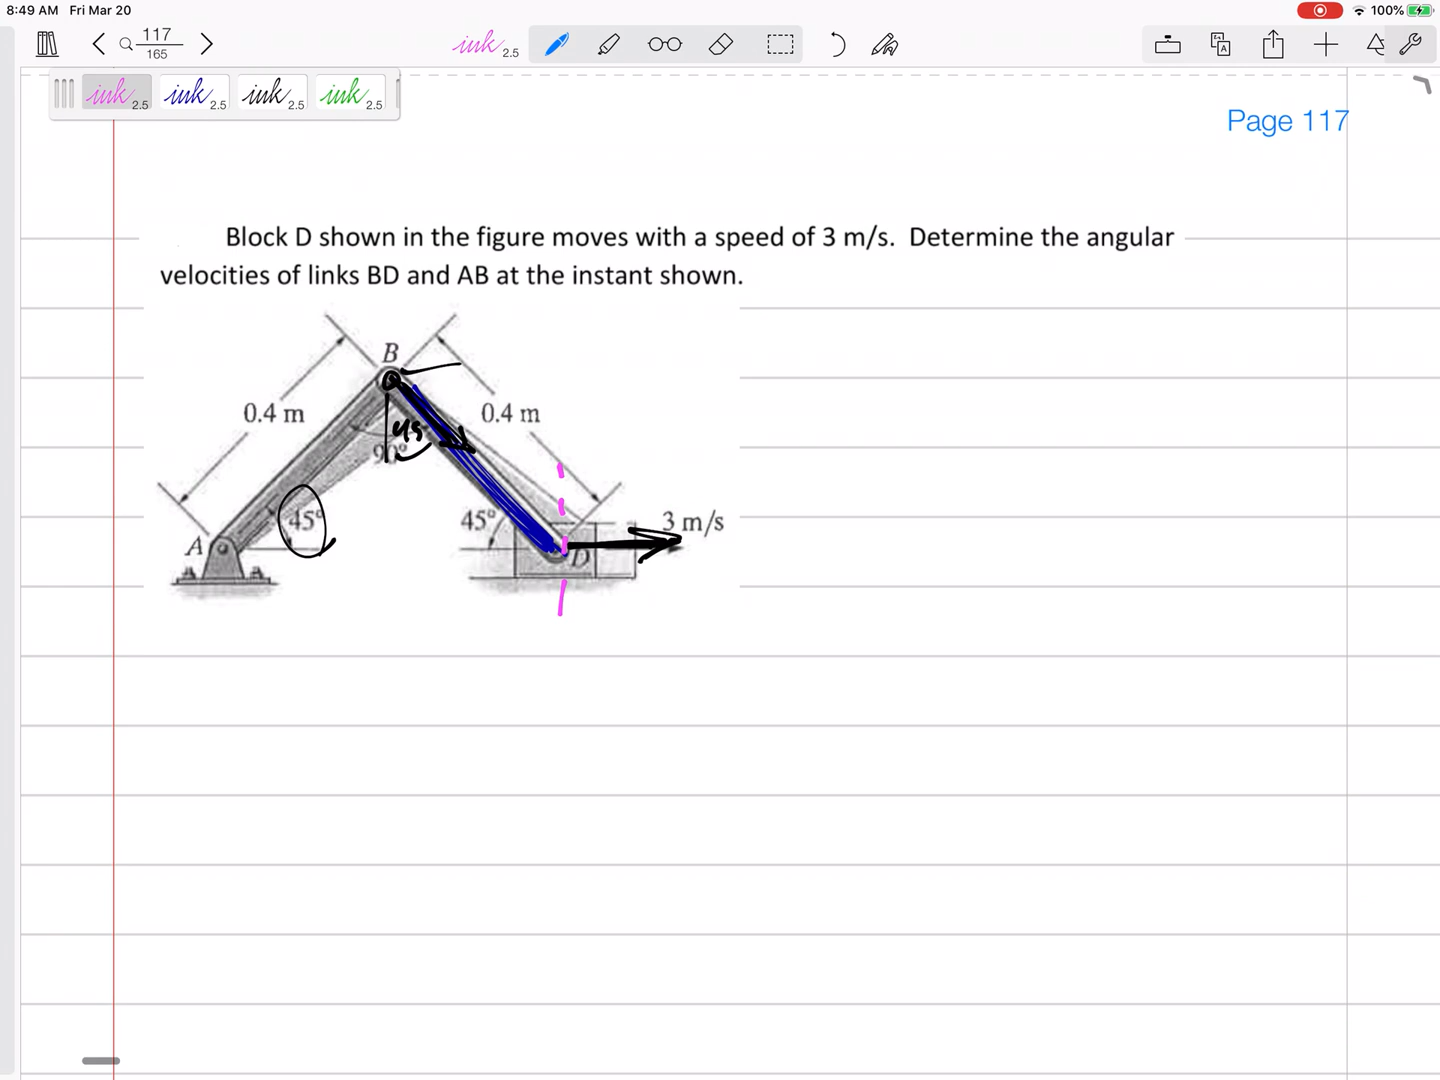 8:49 AM Fri Mar 20
100%
117
165
ink 2.5
ink 2.5
ink 2.5
ink 2.5
ink 2.5
Page 117
Block D shown in the figure moves with a speed of 3 m/s. Determine the angular
velocities of links BD and AB at the instant shown.
B
0.4 m
0.4 m
45
90°
45°
45°
3 m/s
A
D